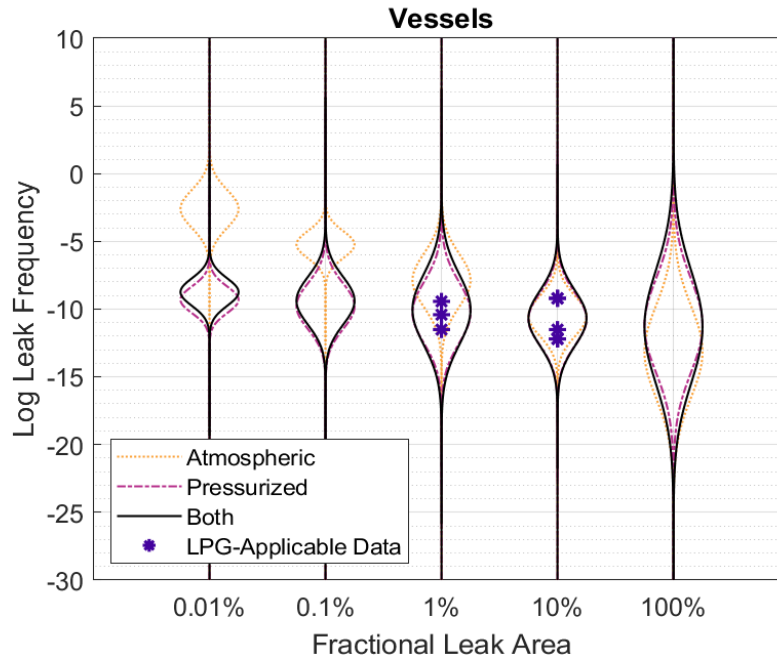 Vessels
10
5
0
-5
-10
-15
-20
-25
-30
Log Leak Frequency
Atmospheric
Pressurized
Both
LPG-Applicable Data
0.01% 0.1% 1% 10% 100%
Fractional Leak Area